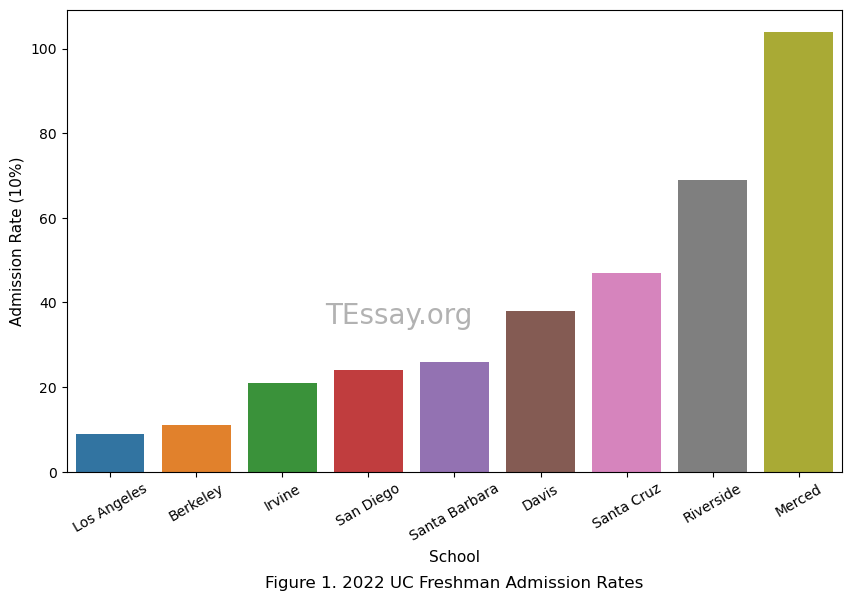 100
80
60
40
20
0
Admission Rate (10%)
TEssay.org
Los Angeles
Berkeley
Irvine
San Diego
Santa Barbara
Davis
Santa Cruz
Riverside
Merced
School
Figure 1. 2022 UC Freshman Admission Rates